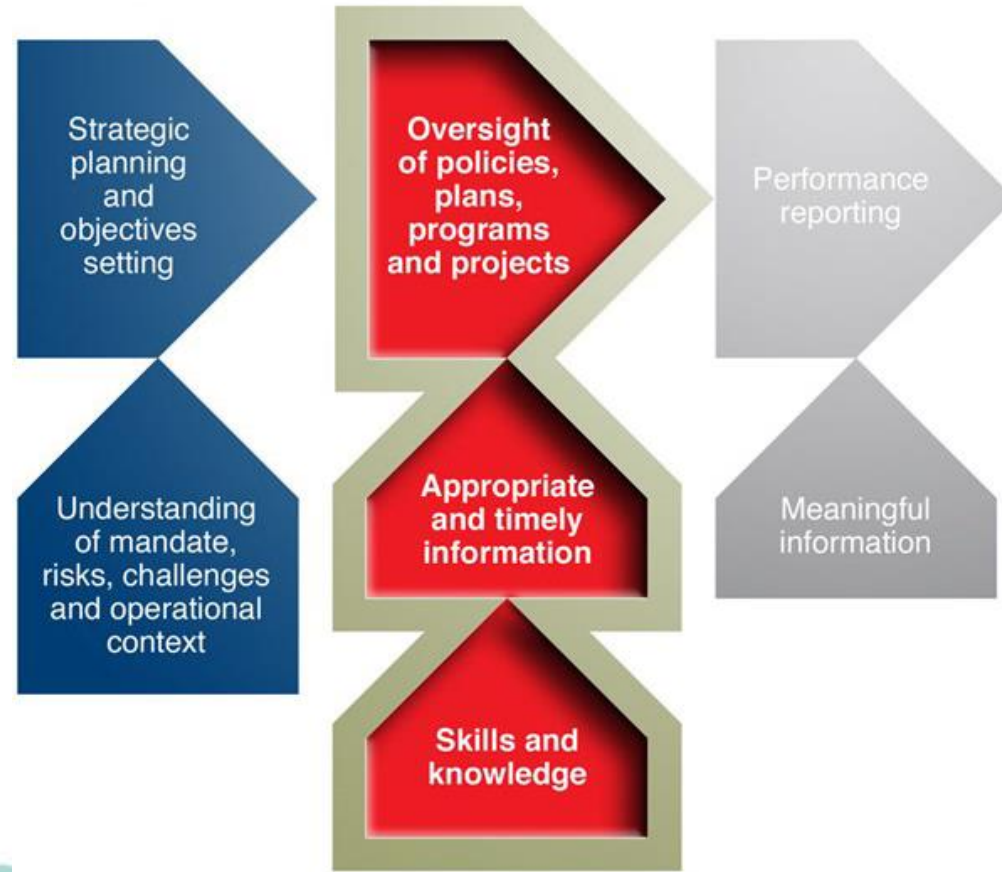 Strategic
planning
and
objectives
setting
Oversight
of policies,
plans,
programs
and projects
Performance
reporting
Understanding
of mandate,
risks, challenges
and operational
context
Appropriate
and timely
information
Meaningful
information
Skills and
knowledge